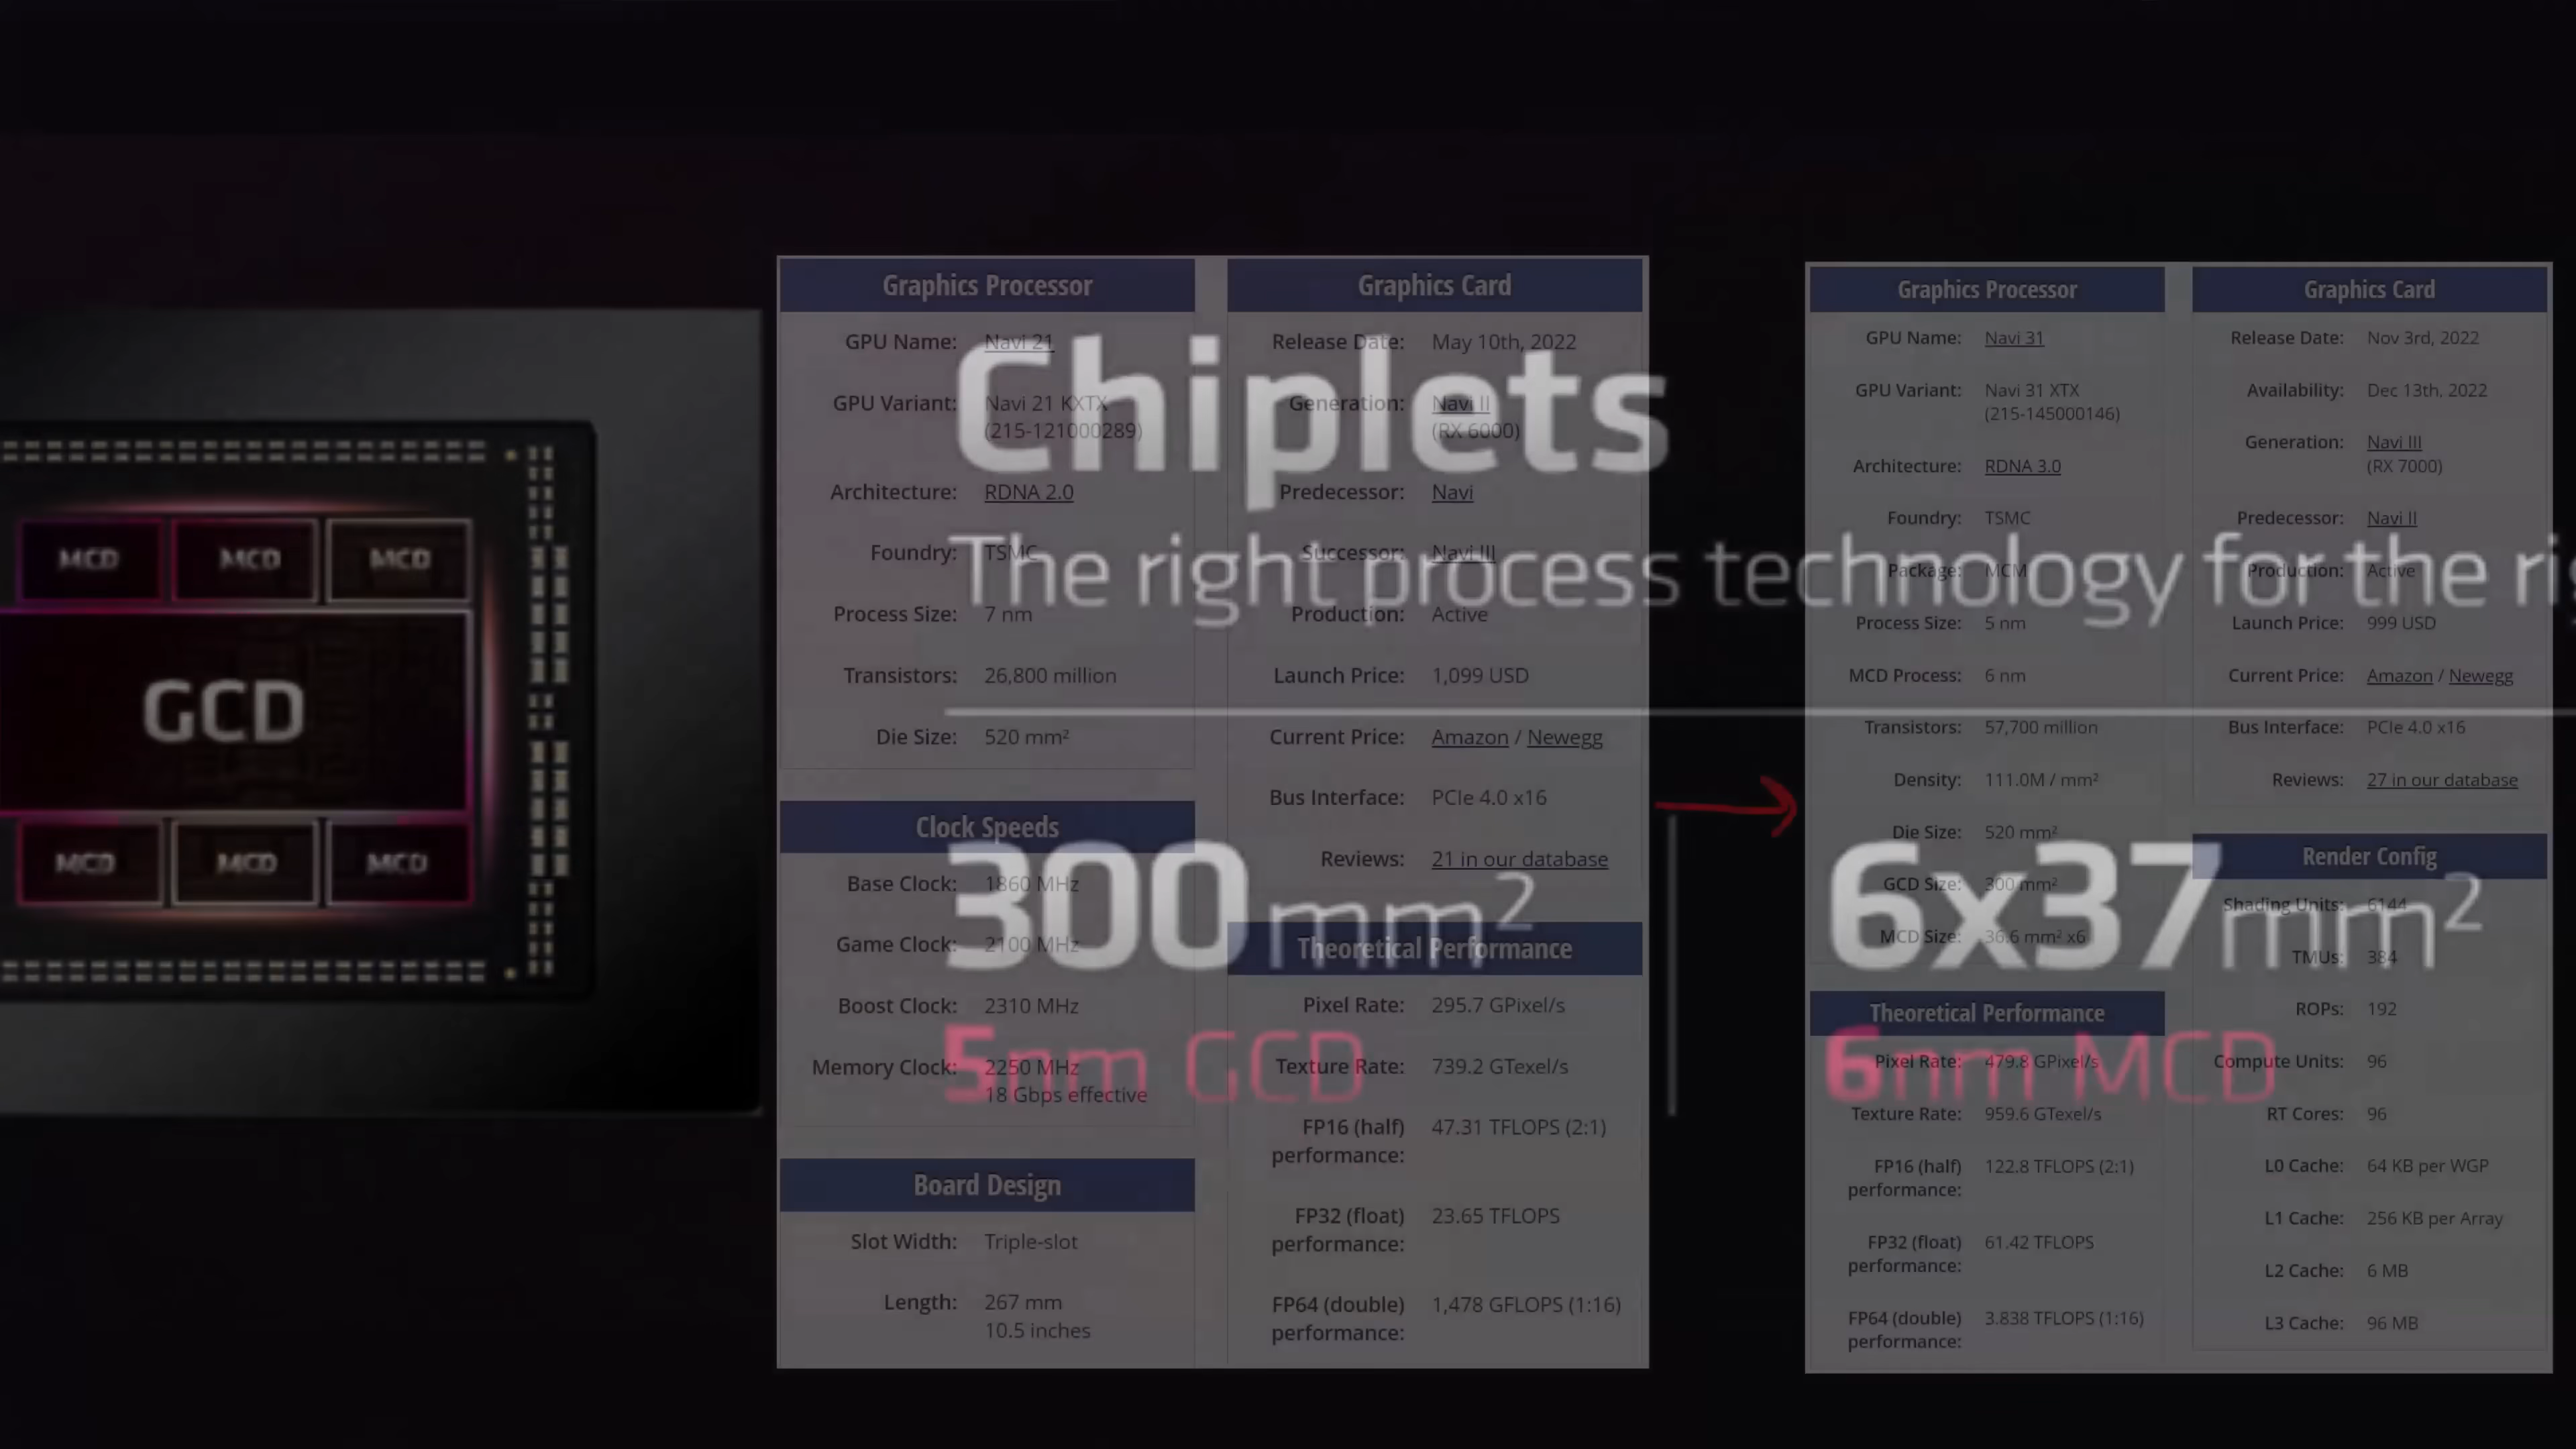 MCD MCD MCD
GCD
MCD MCD MCD
Chiplets
The right process technology for the ri
300mm²
5nm GCD
6x37mm²
6nm MCD
Graphics Processor
GPU Name: Navi 21
GPU Variant: Navi 21 KXTX
(215-121000289)
Architecture: RDNA 2.0
Foundry: TSMC
Process Size: 7 nm
Transistors: 26,800 million
Die Size: 520 mm²
Clock Speeds
Base Clock: 1860 MHz
Game Clock: 2100 MHz
Boost Clock: 2310 MHz
Memory Clock: 2250 MHz
18 Gbps effective
Board Design
Slot Width: Triple-slot
Length: 267 mm
10.5 inches
Graphics Card
Release Date: May 10th, 2022
Generation: Navi II
(RX 6000)
Predecessor: Navi
Successor: Navi III
Production: Active
Launch Price: 1,099 USD
Current Price: Amazon / Newegg
Bus Interface: PCIe 4.0 x16
Reviews: 21 in our database
Theoretical Performance
Pixel Rate: 295.7 GPixel/s
Texture Rate: 739.2 GTexel/s
FP16 (half) 47.31 TFLOPS (2:1)
performance:
FP32 (float) 23.65 TFLOPS
performance:
FP64 (double) 1,478 GFLOPS (1:16)
performance:
Graphics Processor
GPU Name: Navi 31
GPU Variant: Navi 31 XTX
(215-145000146)
Architecture: RDNA 3.0
Foundry: TSMC
Package: MCM
Process Size: 5 nm
MCD Process: 6 nm
Transistors: 57,700 million
Density: 111.0M / mm²
Die Size: 520 mm²
GCD Size: 300 mm²
MCD Size: 36.6 mm² x6
Theoretical Performance
Pixel Rate: 479.8 GPixel/s
Texture Rate: 959.6 GTexel/s
FP16 (half) 122.8 TFLOPS (2:1)
performance:
FP32 (float) 61.42 TFLOPS
performance:
FP64 (double) 3.838 TFLOPS (1:16)
performance:
Graphics Card
Release Date: Nov 3rd, 2022
Availability: Dec 13th, 2022
Generation: Navi III
(RX 7000)
Predecessor: Navi II
Production: Active
Launch Price: 999 USD
Current Price: Amazon / Newegg
Bus Interface: PCIe 4.0 x16
Reviews: 27 in our database
Render Config
Shading Units: 6144
TMUs: 384
ROPs: 192
Compute Units: 96
RT Cores: 96
L0 Cache: 64 KB per WGP
L1 Cache: 256 KB per Array
L2 Cache: 6 MB
L3 Cache: 96 MB